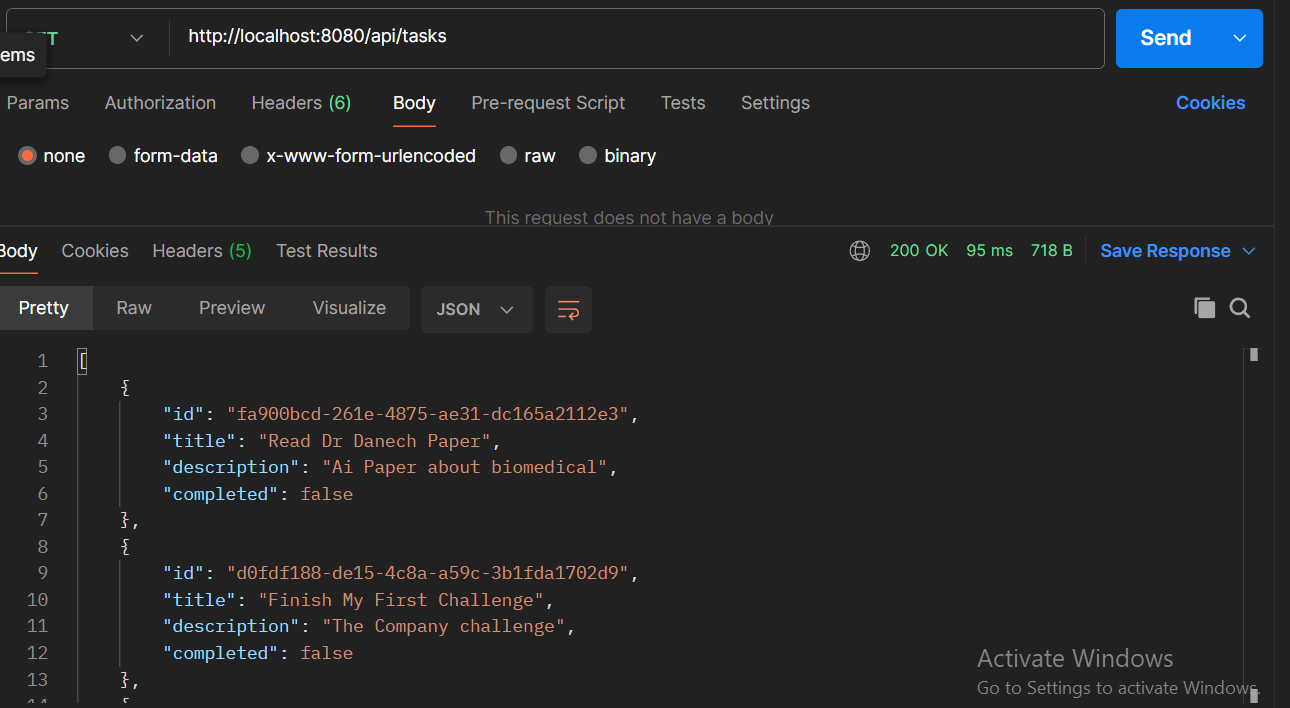 http://localhost:8080/api/tasks
Send
ems
Params Authorization Headers (6) Body Pre-request Script Tests Settings Cookies
none form-data x-www-form-urlencoded raw binary
This request does not have a body
Body Cookies Headers (5) Test Results 200 OK 95 ms 718 B Save Response
Pretty Raw Preview Visualize JSON
1 [
2 {
3 "id": "fa900bcd-261e-4875-ae31-dc165a2112e3",
4 "title": "Read Dr Danech Paper",
5 "description": "Ai Paper about biomedical",
6 "completed": false
7 },
8 {
9 "id": "d0fdf188-de15-4c8a-a59c-3b1fda1702d9",
10 "title": "Finish My First Challenge",
11 "description": "The Company challenge",
12 "completed": false
13 },
14 {
Activate Windows
Go to Settings to activate Windows.